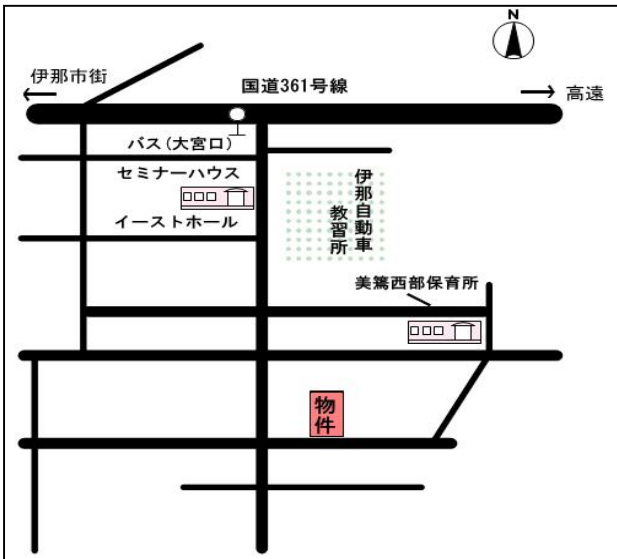 N
伊那市街
国道361号線
高遠
バス(大宮口)
セミナーハウス
イーストホール
伊那自動車
教習所
美篶西部保育所
物件